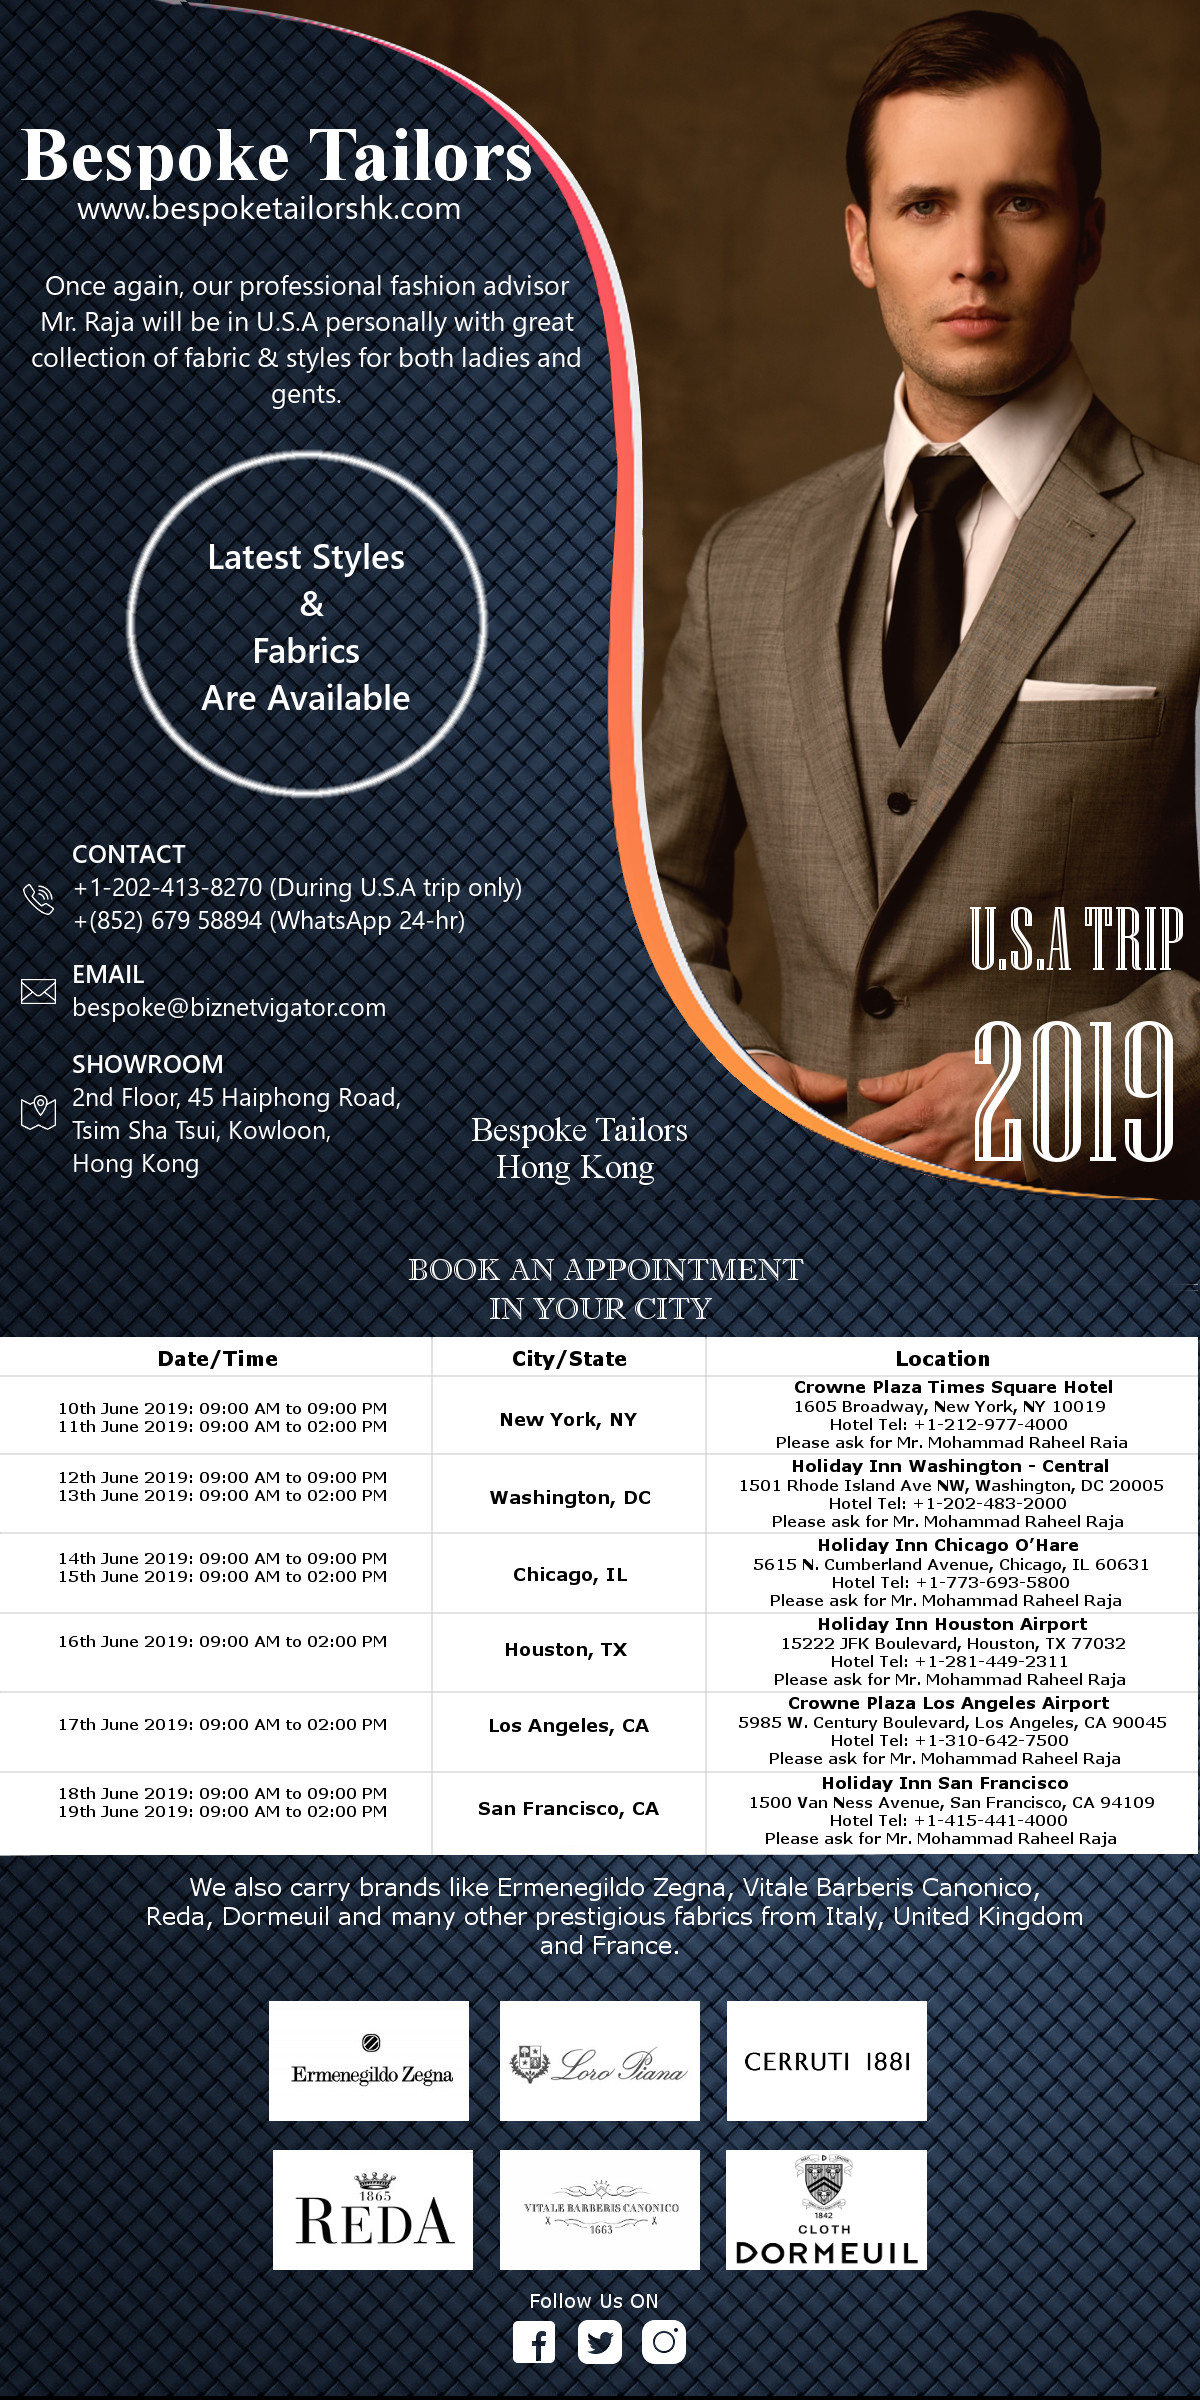 Bespoke Tailors
www.bespoketailorshk.com
Once again, our professional fashion advisor
Mr. Raja will be in U.S.A personally with great
collection of fabric & styles for both ladies and
gents.
Latest Styles
&
Fabrics
Are Available
CONTACT
+1-202-413-8270 (During U.S.A trip only)
+(852) 679 58894 (WhatsApp 24-hr)
EMAIL
bespoke@biznetvigator.com
SHOWROOM
2nd Floor, 45 Haiphong Road,
Tsim Sha Tsui, Kowloon,
Hong Kong
Bespoke Tailors
Hong Kong
U.S.A TRIP
2019
BOOK AN APPOINTMENT
IN YOUR CITY
Date/Time City/State Location
10th June 2019: 09:00 AM to 09:00 PM
11th June 2019: 09:00 AM to 02:00 PM
New York, NY
Crowne Plaza Times Square Hotel
1605 Broadway, New York, NY 10019
Hotel Tel: +1-212-977-4000
Please ask for Mr. Mohammad Raheel Raja
12th June 2019: 09:00 AM to 09:00 PM
13th June 2019: 09:00 AM to 02:00 PM
Washington, DC
Holiday Inn Washington - Central
1501 Rhode Island Ave NW, Washington, DC 20005
Hotel Tel: +1-202-483-2000
Please ask for Mr. Mohammad Raheel Raja
14th June 2019: 09:00 AM to 09:00 PM
15th June 2019: 09:00 AM to 02:00 PM
Chicago, IL
Holiday Inn Chicago O’Hare
5615 N. Cumberland Avenue, Chicago, IL 60631
Hotel Tel: +1-773-693-5800
Please ask for Mr. Mohammad Raheel Raja
16th June 2019: 09:00 AM to 02:00 PM
Houston, TX
Holiday Inn Houston Airport
15222 JFK Boulevard, Houston, TX 77032
Hotel Tel: +1-281-449-2311
Please ask for Mr. Mohammad Raheel Raja
17th June 2019: 09:00 AM to 02:00 PM
Los Angeles, CA
Crowne Plaza Los Angeles Airport
5985 W. Century Boulevard, Los Angeles, CA 90045
Hotel Tel: +1-310-642-7500
Please ask for Mr. Mohammad Raheel Raja
18th June 2019: 09:00 AM to 09:00 PM
19th June 2019: 09:00 AM to 02:00 PM
San Francisco, CA
Holiday Inn San Francisco
1500 Van Ness Avenue, San Francisco, CA 94109
Hotel Tel: +1-415-441-4000
Please ask for Mr. Mohammad Raheel Raja
We also carry brands like Ermenegildo Zegna, Vitale Barberis Canonico,
Reda, Dormeuil and many other prestigious fabrics from Italy, United Kingdom
and France.
Ermenegildo Zegna
Loro Piana
CERRUTI 1881
1865
REDA
VITALE BARBERIS CANONICO
1663
D
1842
CLOTH
DORMEUIL
Follow Us ON